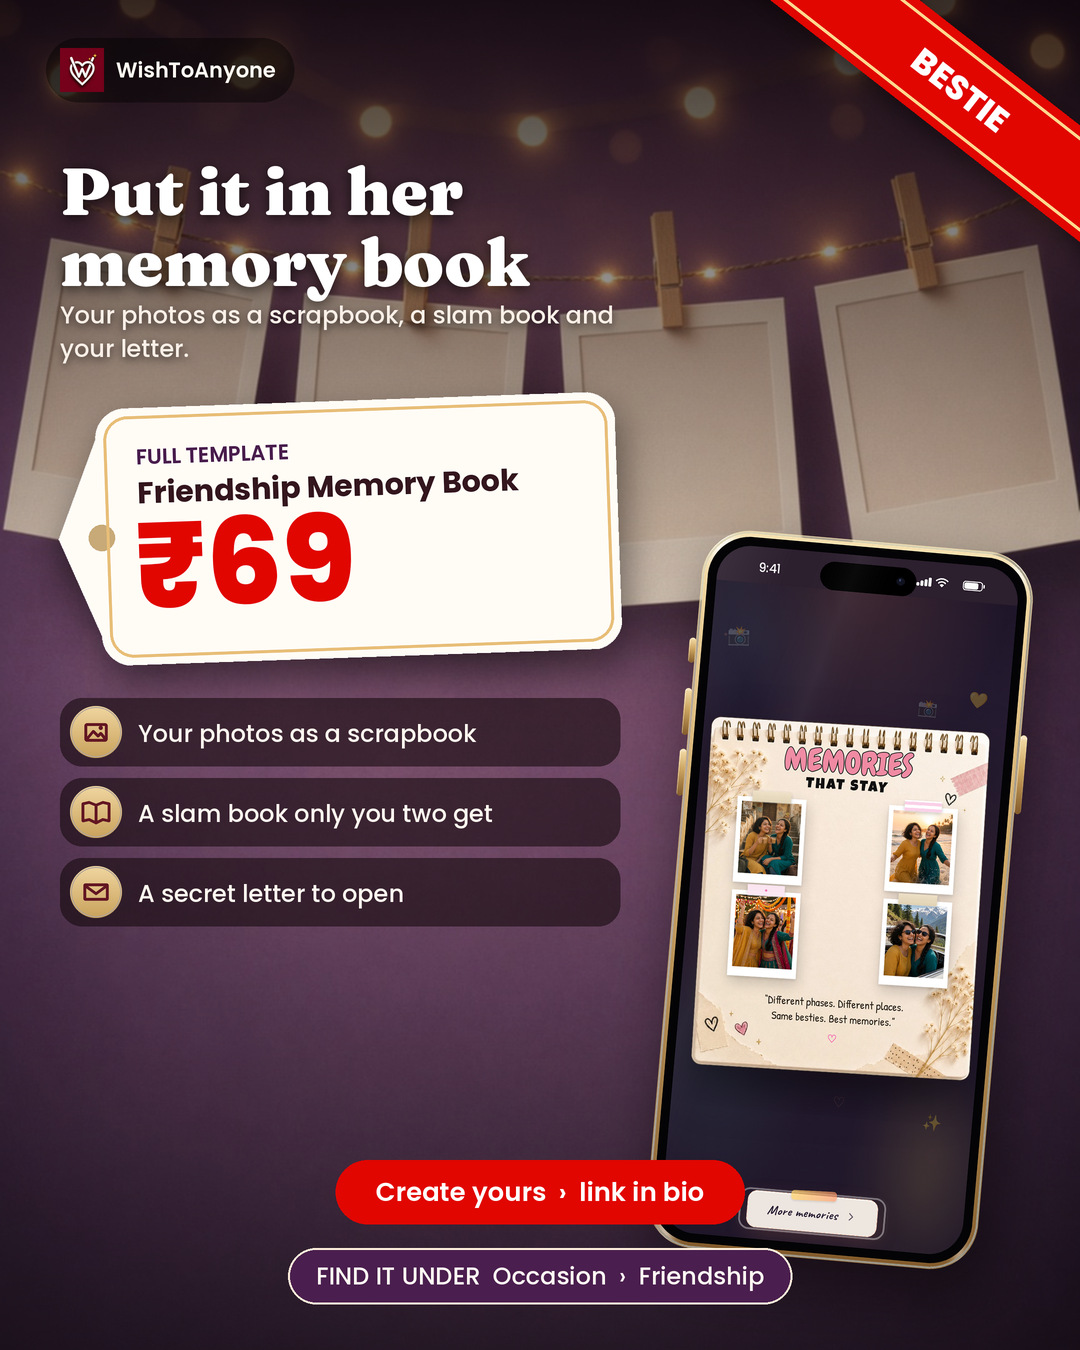 WishToAnyone
BESTIE
Put it in her
memory book
Your photos as a scrapbook, a slam book and
your letter.
FULL TEMPLATE
Friendship Memory Book
₹69
Your photos as a scrapbook
A slam book only you two get
A secret letter to open
9:41
MEMORIES
THAT STAY
"Different phases. Different places.
Same besties. Best memories."
More memories ›
Create yours › link in bio
FIND IT UNDER Occasion › Friendship